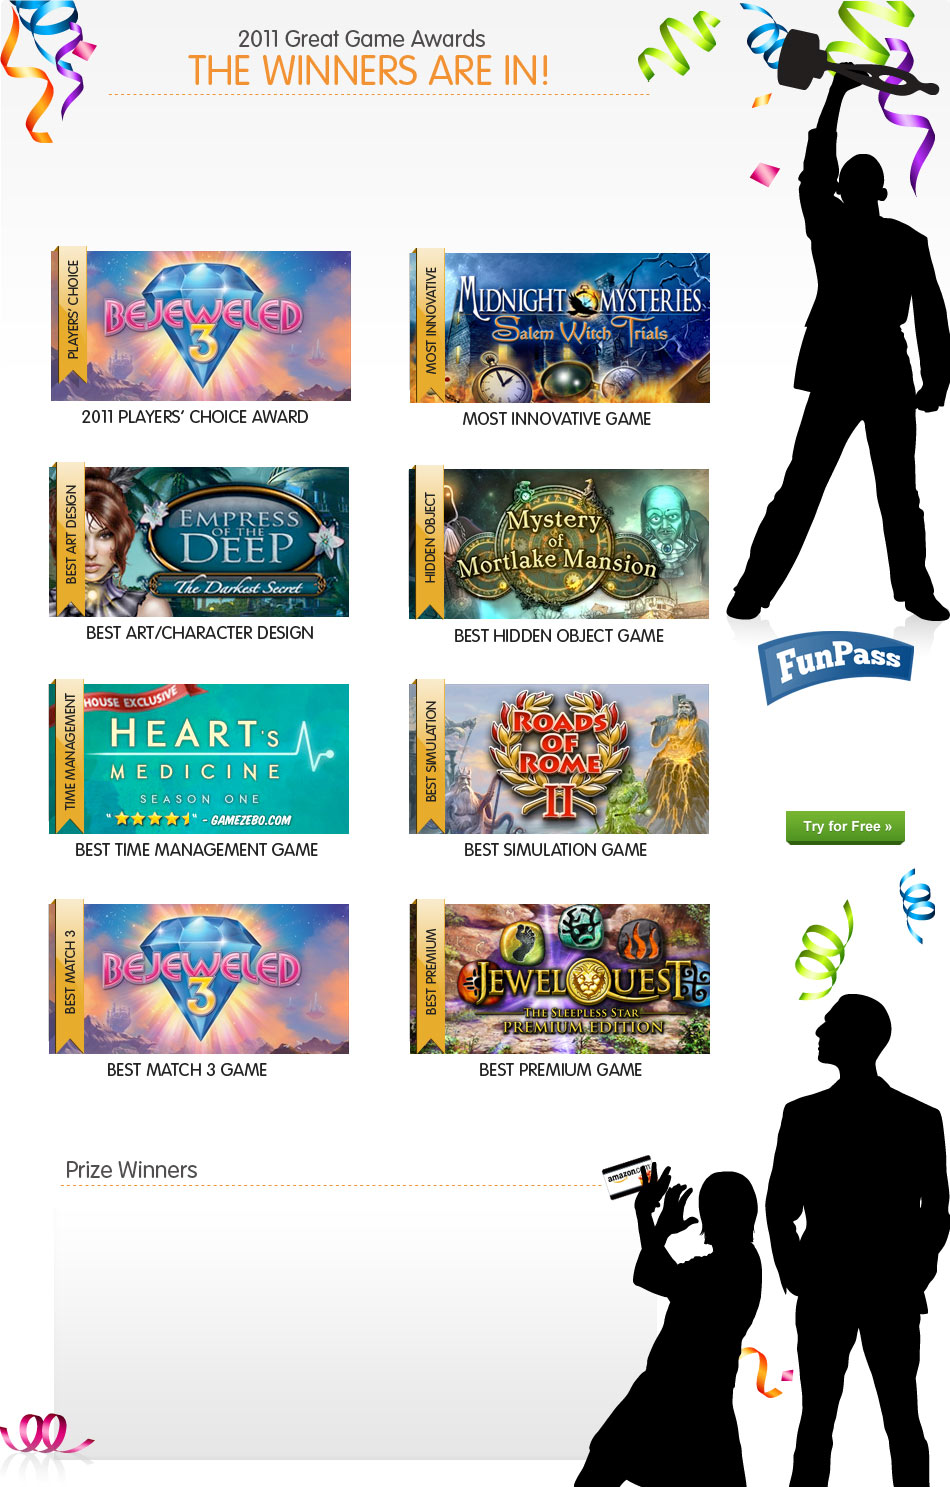 2011 Great Game Awards
THE WINNERS ARE IN!
PLAYERS' CHOICE
BEJEWELED
3
2011 PLAYERS' CHOICE AWARD
MOST INNOVATIVE
MIDNIGHT MYSTERIES
Salem Witch Trials
MOST INNOVATIVE GAME
BEST ART DESIGN
EMPRESS
OF THE
DEEP
The Darkest Secret
BEST ART/CHARACTER DESIGN
HIDDEN OBJECT
Mystery
of
Mortlake Mansion
BEST HIDDEN OBJECT GAME
FunPass
TIME MANAGEMENT
HOUSE EXCLUSIVE
HEART'S
MEDICINE
SEASON ONE
" " - GAMEZEBO.COM
BEST TIME MANAGEMENT GAME
BEST SIMULATION
ROADS
OF
ROME
II
BEST SIMULATION GAME
Try for Free »
BEST MATCH 3
BEJEWELED
3
BEST MATCH 3 GAME
BEST PREMIUM
JEWEL QUEST
THE SLEEPLESS STAR
PREMIUM EDITION
BEST PREMIUM GAME
Prize Winners
amazon.com